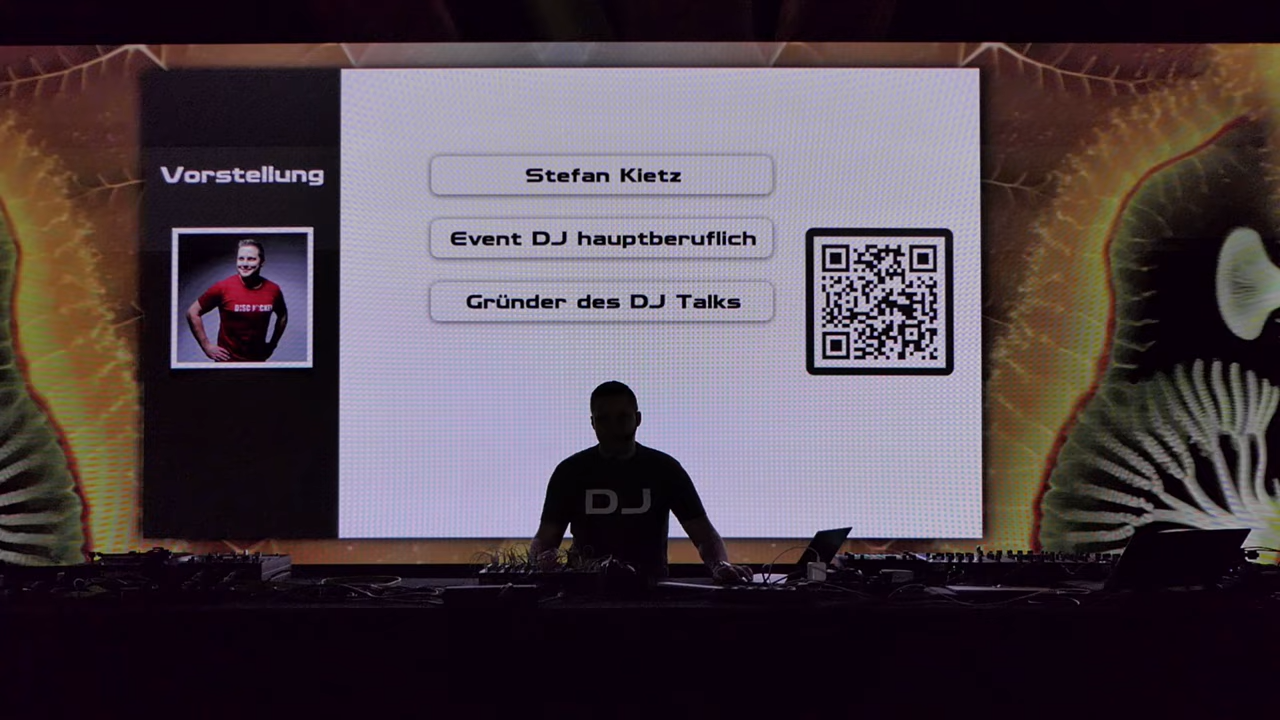 Vorstellung
Stefan Kietz
Event DJ hauptberuflich
Gründer des DJ Talks
DJ